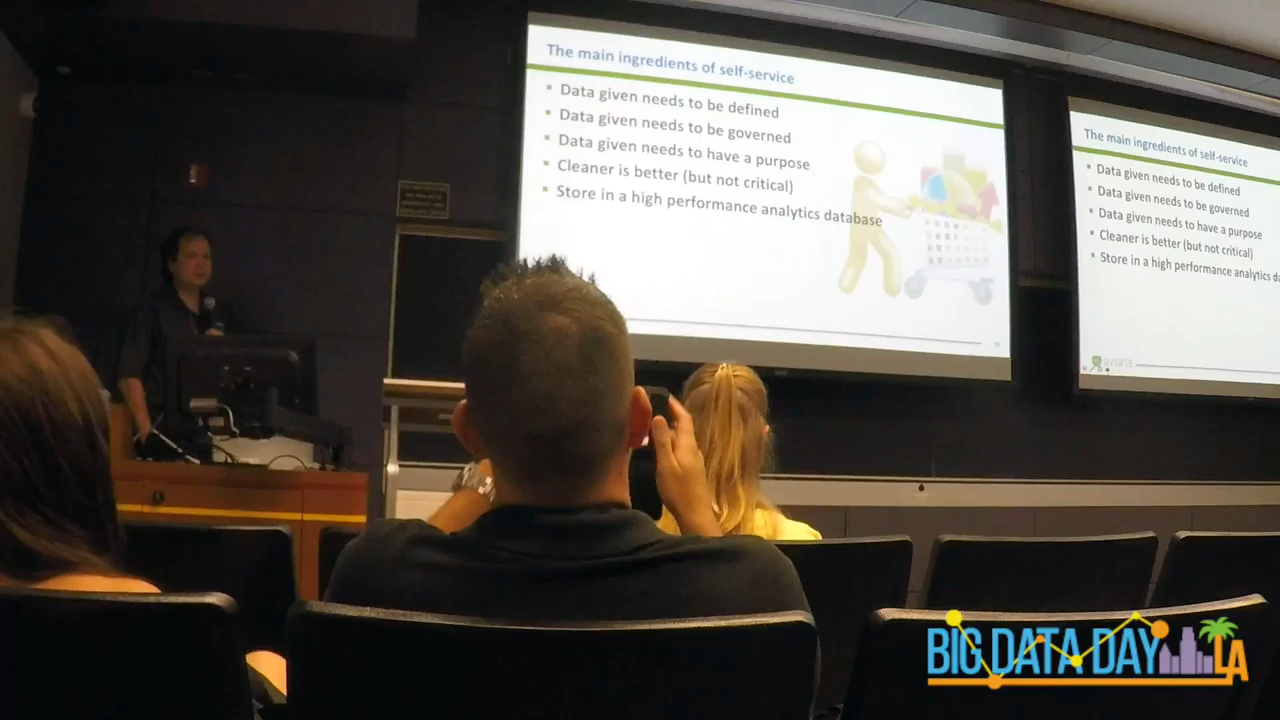 The main ingredients of self-service
Data given needs to be defined
Data given needs to be governed
Data given needs to have a purpose
Cleaner is better (but not critical)
Store in a high performance analytics database
The main ingredients of self-service
Data given needs to be defined
Data given needs to be governed
Data given needs to have a purpose
Cleaner is better (but not critical)
Store in a high performance analytics
aviana
BIG DATA DAY LA